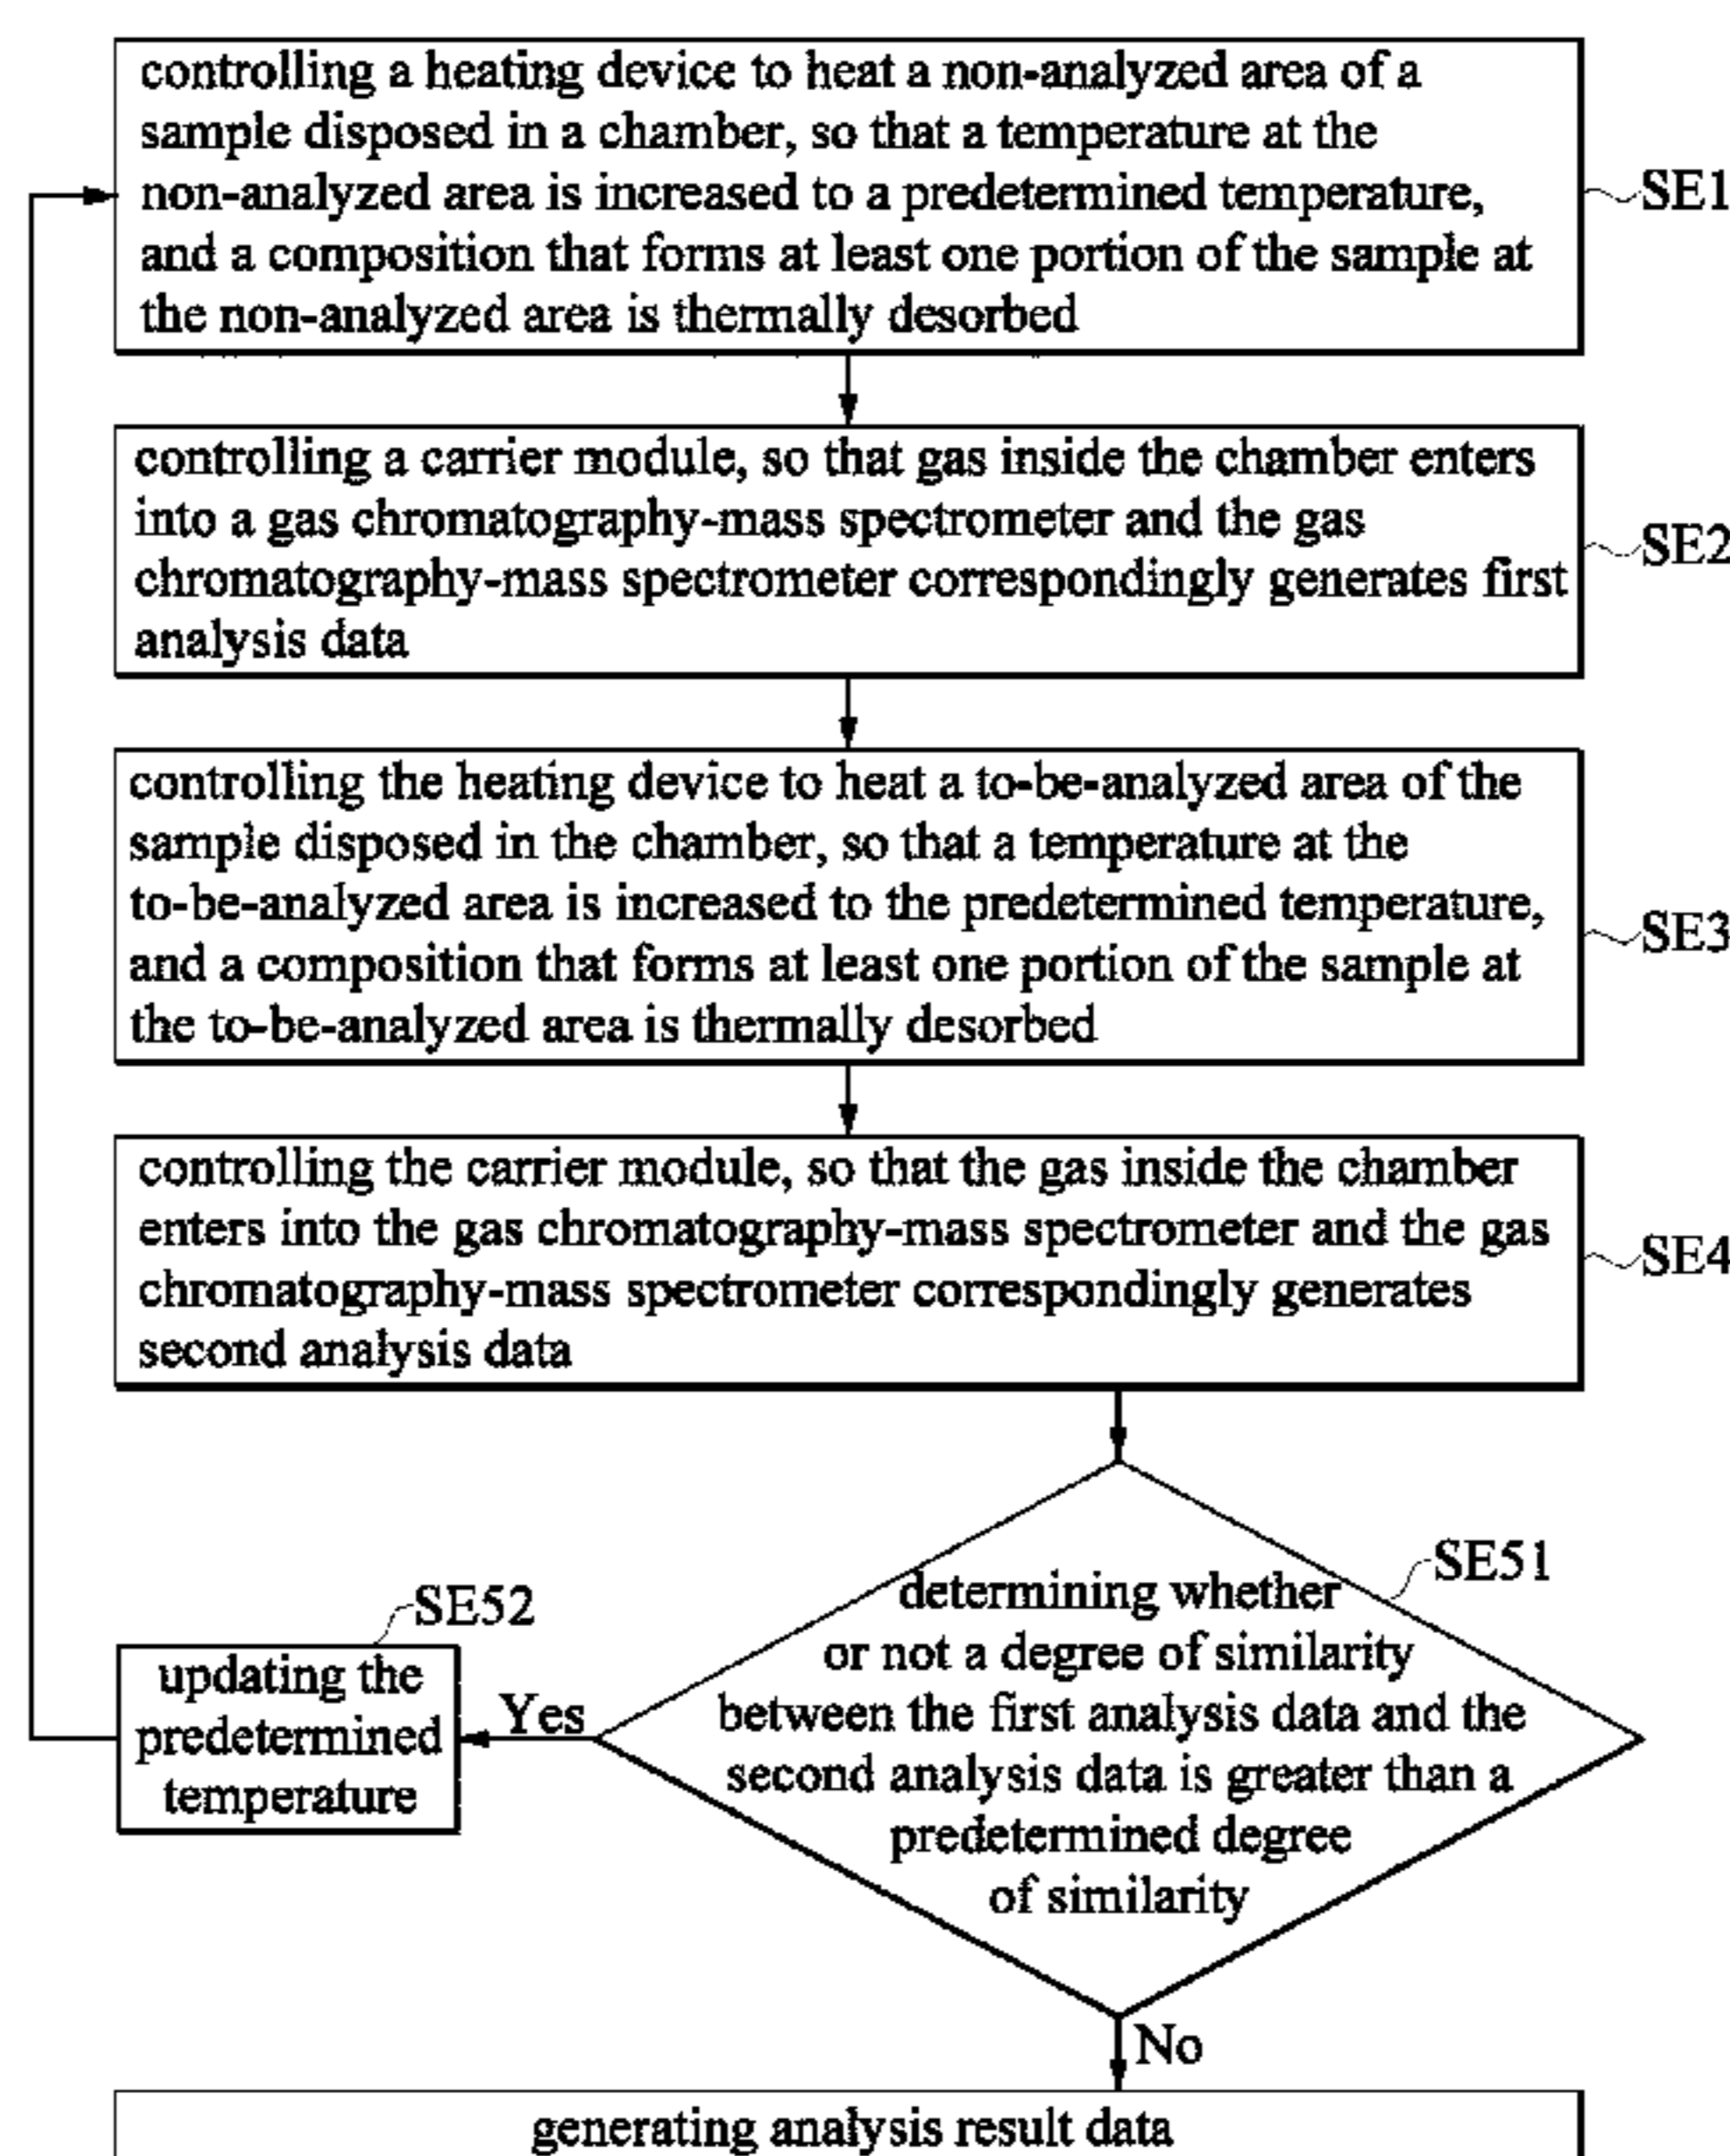 controlling a heating device to heat a non-analyzed area of a
sample disposed in a chamber, so that a temperature at the
non-analyzed area is increased to a predetermined temperature,
and a composition that forms at least one portion of the sample at
the non-analyzed area is thermally desorbed
SE1
controlling a carrier module, so that gas inside the chamber enters
into a gas chromatography-mass spectrometer and the gas
chromatography-mass spectrometer correspondingly generates first
analysis data
SE2
controlling the heating device to heat a to-be-analyzed area of the
sample disposed in the chamber, so that a temperature at the
to-be-analyzed area is increased to the predetermined temperature,
and a composition that forms at least one portion of the sample at
the to-be-analyzed area is thermally desorbed
SE3
controlling the carrier module, so that the gas inside the chamber
enters into the gas chromatography-mass spectrometer and the gas
chromatography-mass spectrometer correspondingly generates
second analysis data
SE4
SE51
determining whether
or not a degree of similarity
between the first analysis data and the
second analysis data is greater than a
predetermined degree
of similarity
Yes
SE52
updating the
predetermined
temperature
No
generating analysis result data